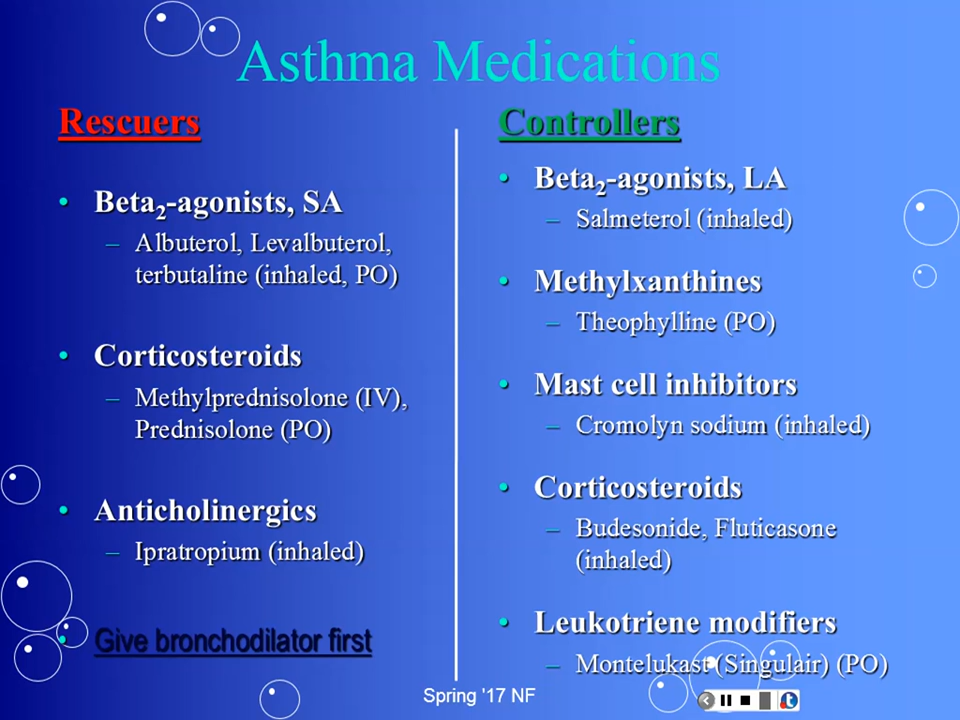 Asthma Medications
Rescuers
• Beta₂-agonists, SA
– Albuterol, Levalbuterol,
terbutaline (inhaled, PO)
• Corticosteroids
– Methylprednisolone (IV),
Prednisolone (PO)
• Anticholinergics
– Ipratropium (inhaled)
• Give bronchodilator first
Controllers
• Beta₂-agonists, LA
– Salmeterol (inhaled)
• Methylxanthines
– Theophylline (PO)
• Mast cell inhibitors
– Cromolyn sodium (inhaled)
• Corticosteroids
– Budesonide, Fluticasone
(inhaled)
• Leukotriene modifiers
– Montelukast (Singulair) (PO)
Spring '17 NF
t